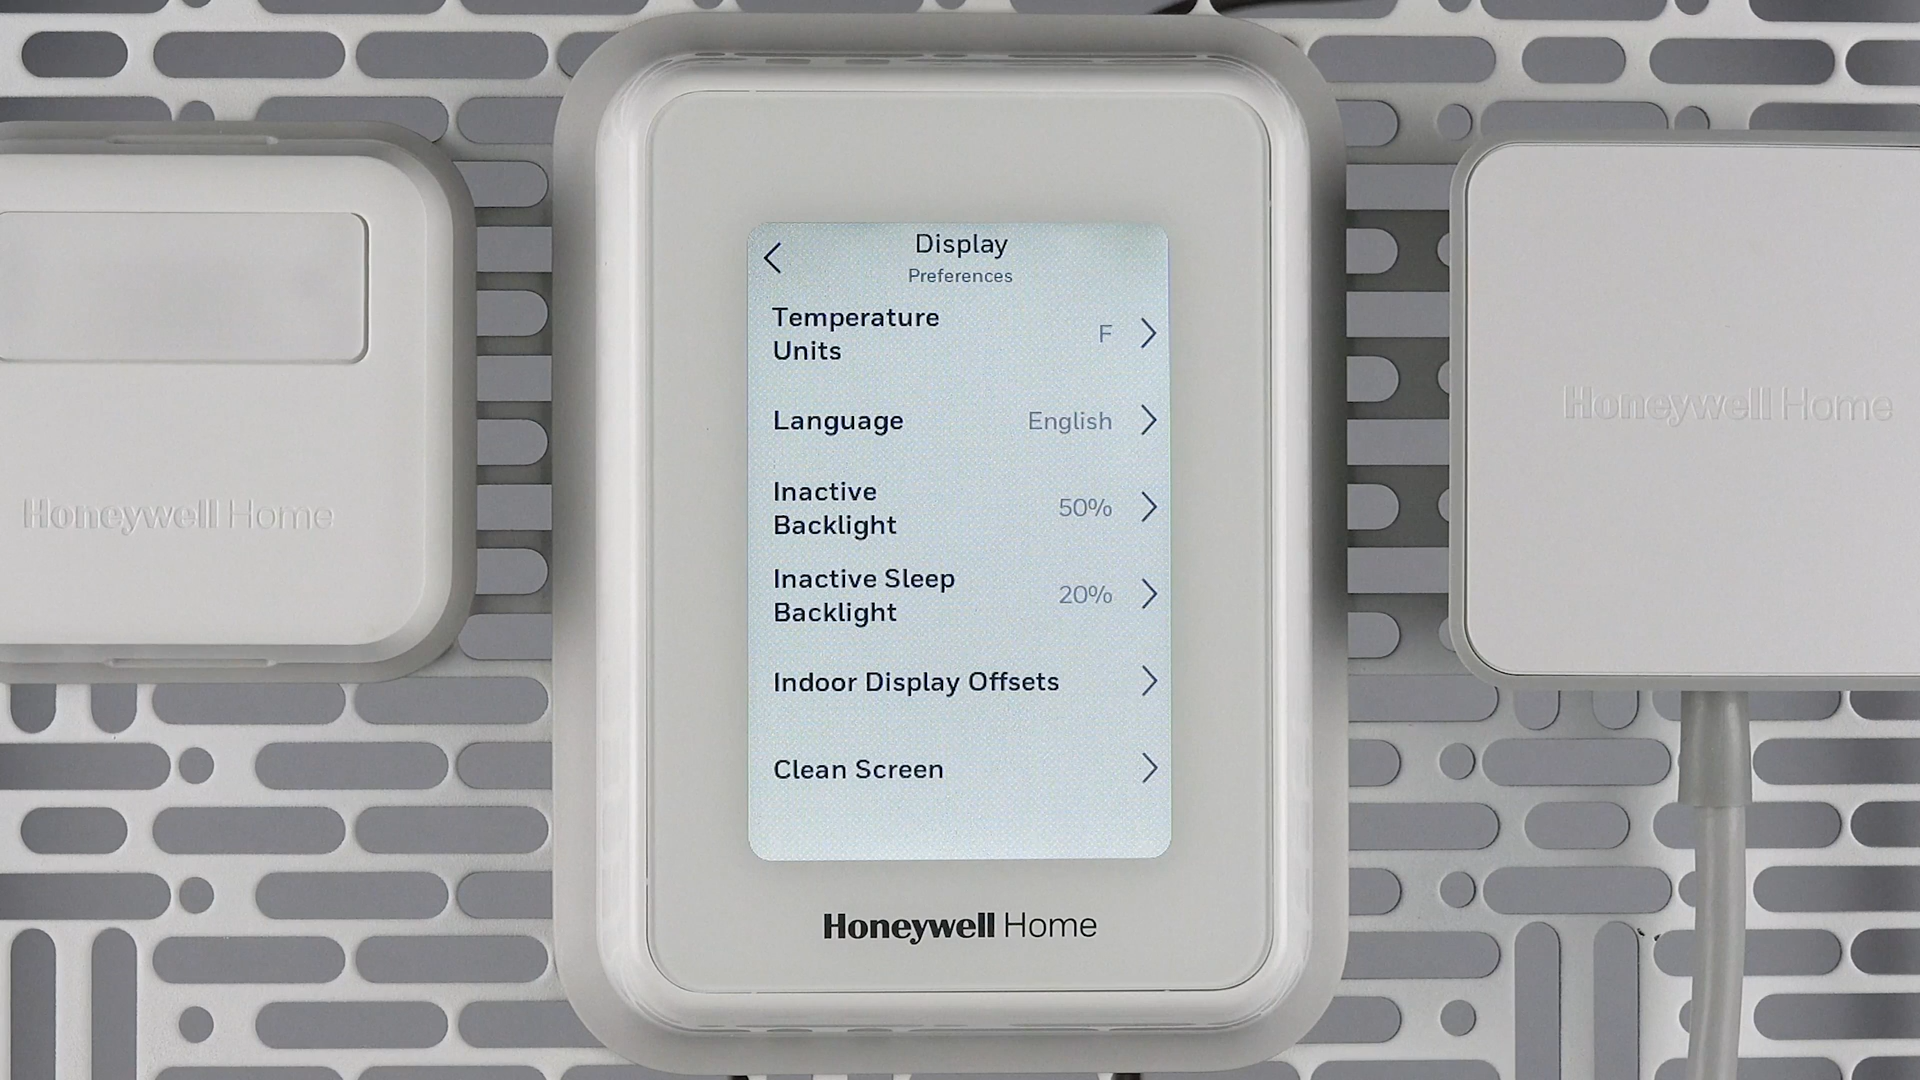 Display
Preferences
Temperature
Units
F
Language
English
Inactive
Backlight
50%
Inactive Sleep
Backlight
20%
Indoor Display Offsets
Clean Screen
Honeywell Home
Honeywell Home
Honeywell Home